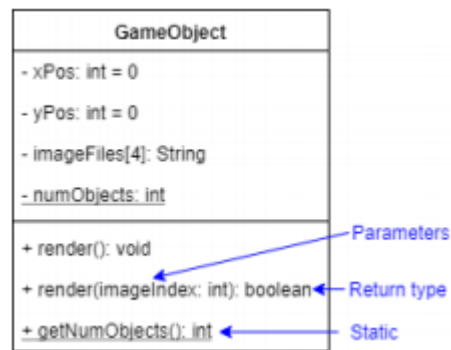 GameObject
- xPos: int = 0
- yPos: int = 0
- imageFiles[4]: String
- numObjects: int
+ render(): void
Parameters
+ render(imageIndex: int): boolean
Return type
+ getNumObjects(): int
Static